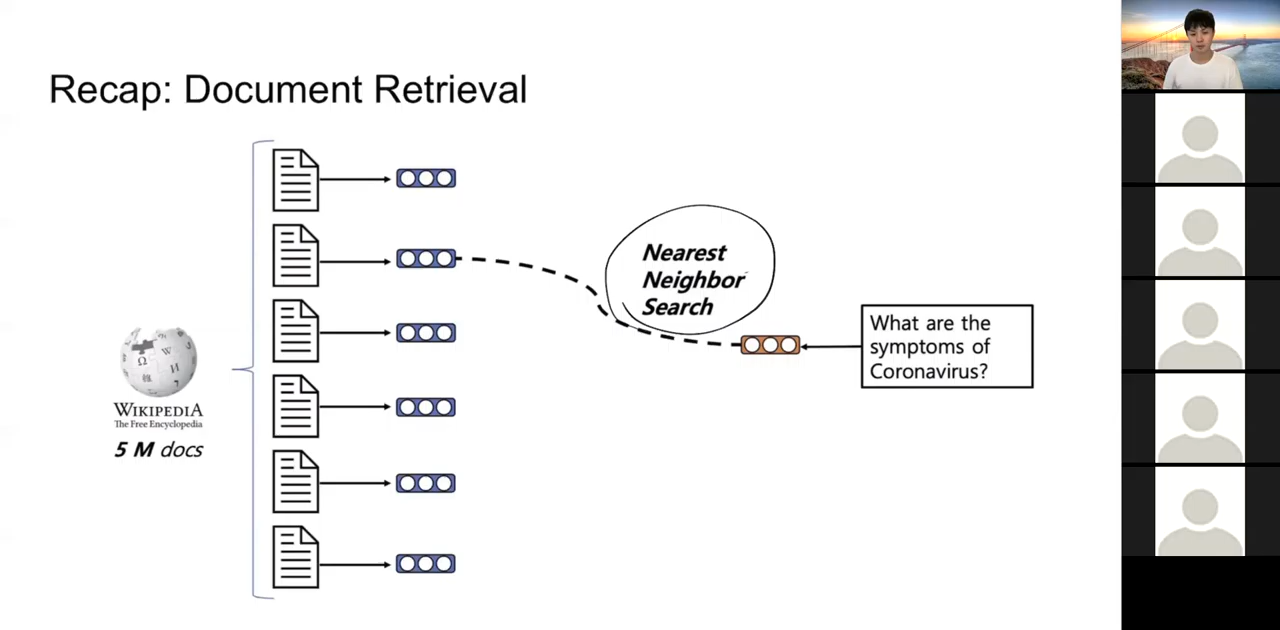 Recap: Document Retrieval
Nearest
Neighbor
Search
What are the
symptoms of
Coronavirus?
WIKIPEDIA
The Free Encyclopedia
5 M docs